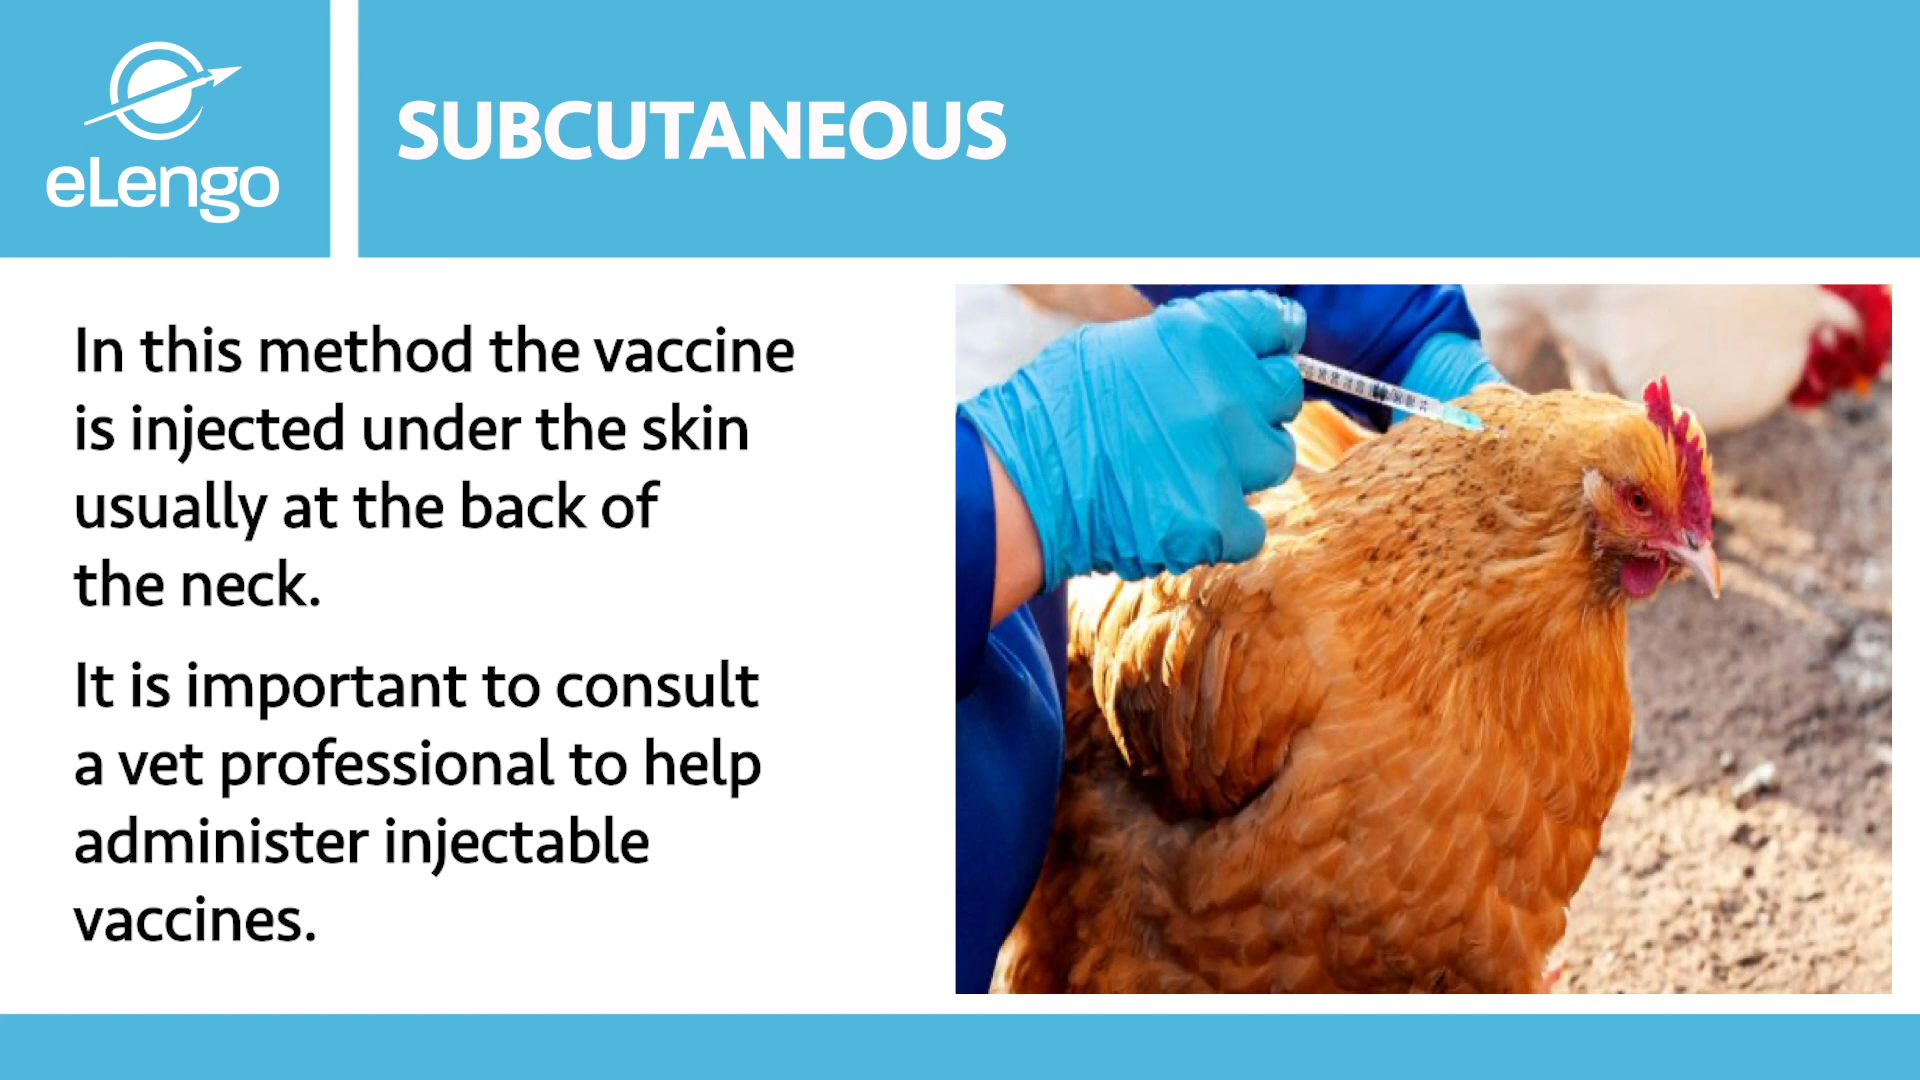 eLengo
SUBCUTANEOUS
In this method the vaccine
is injected under the skin
usually at the back of
the neck.
It is important to consult
a vet professional to help
administer injectable
vaccines.